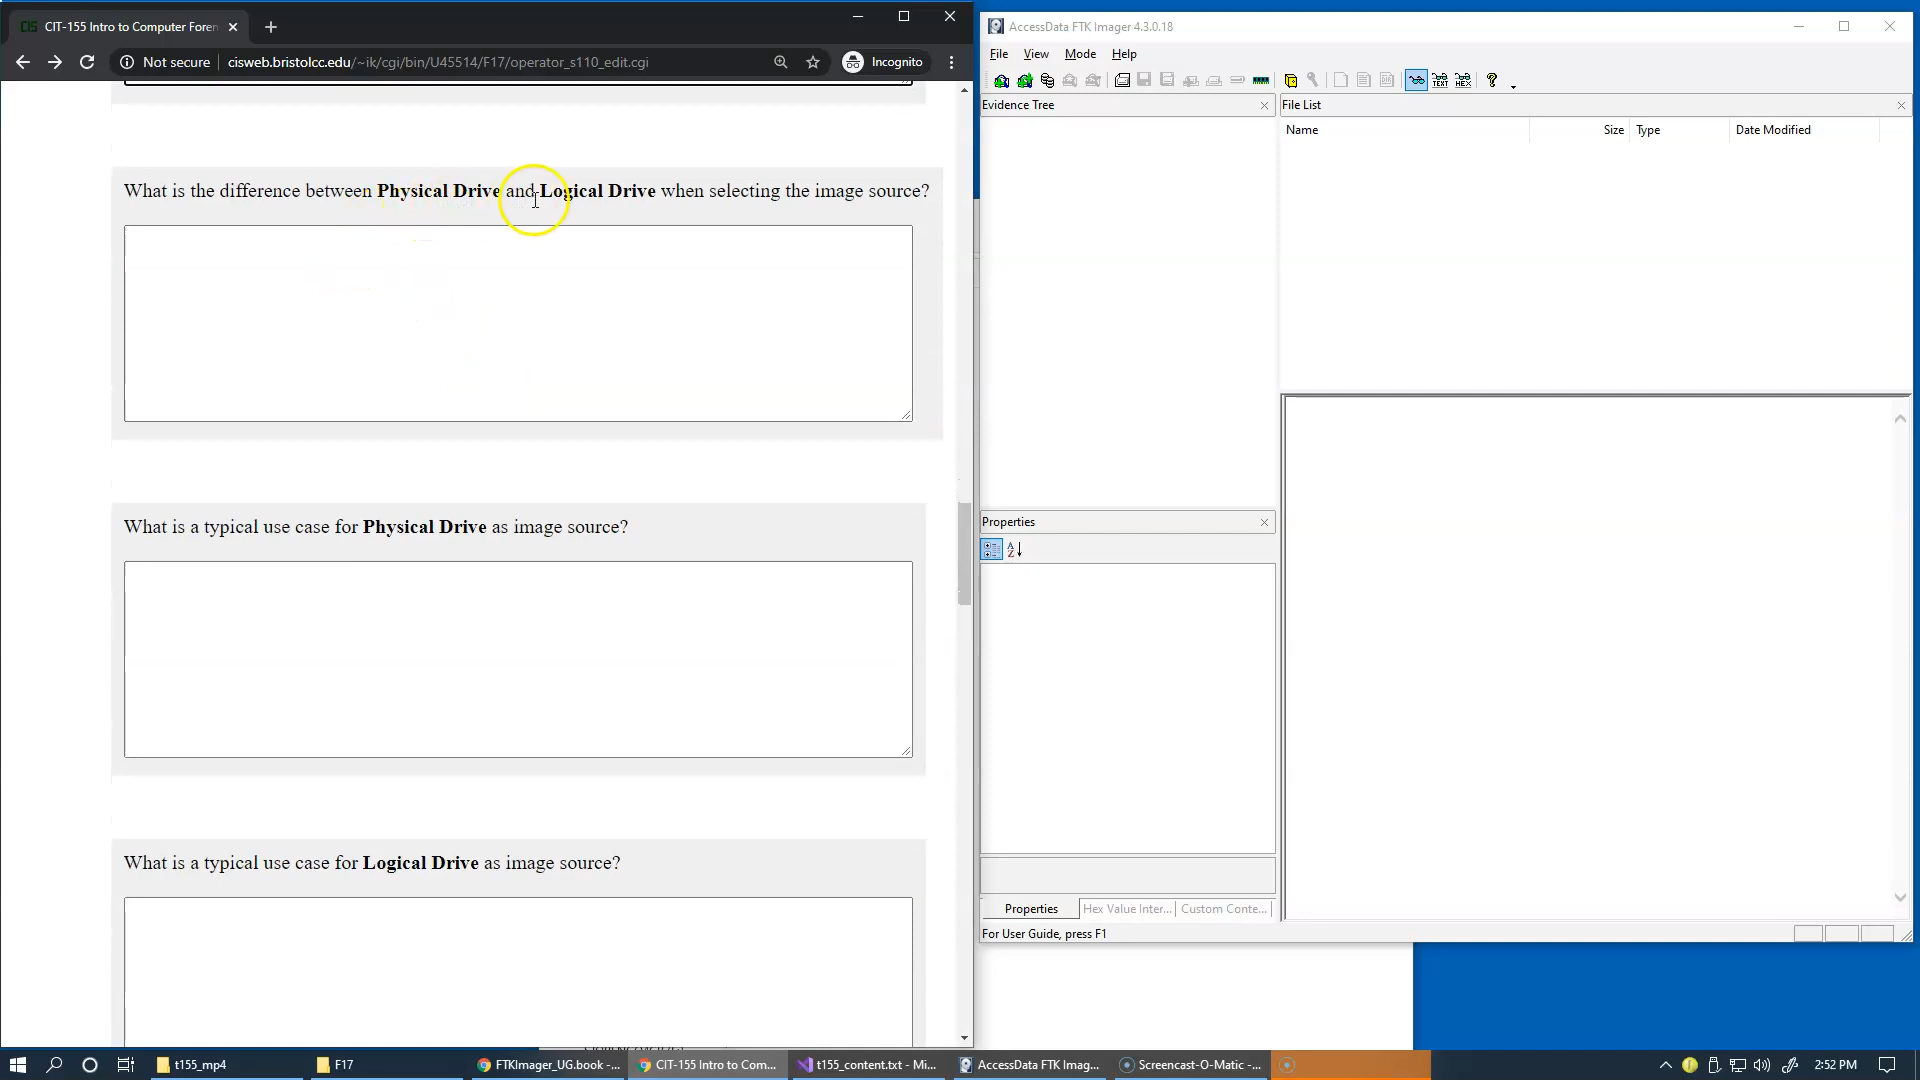 CIT-155 Intro to Computer Foren
Not secure
cisweb.bristolcc.edu/~ik/cgi/bin/U45514/F17/operator_s110_edit.cgi
Incognito
What is the difference between Physical Drive and Logical Drive when selecting the image source?
What is a typical use case for Physical Drive as image source?
What is a typical use case for Logical Drive as image source?
AccessData FTK Imager 4.3.0.18
File View Mode Help
Evidence Tree
File List
Name Size Type Date Modified
Properties
Properties Hex Value Inter... Custom Conte...
For User Guide, press F1
t155_mp4
F17
FTKImager_UG.book -...
CIT-155 Intro to Com...
t155_content.txt - Mi...
AccessData FTK Imag...
Screencast-O-Matic -...
2:52 PM